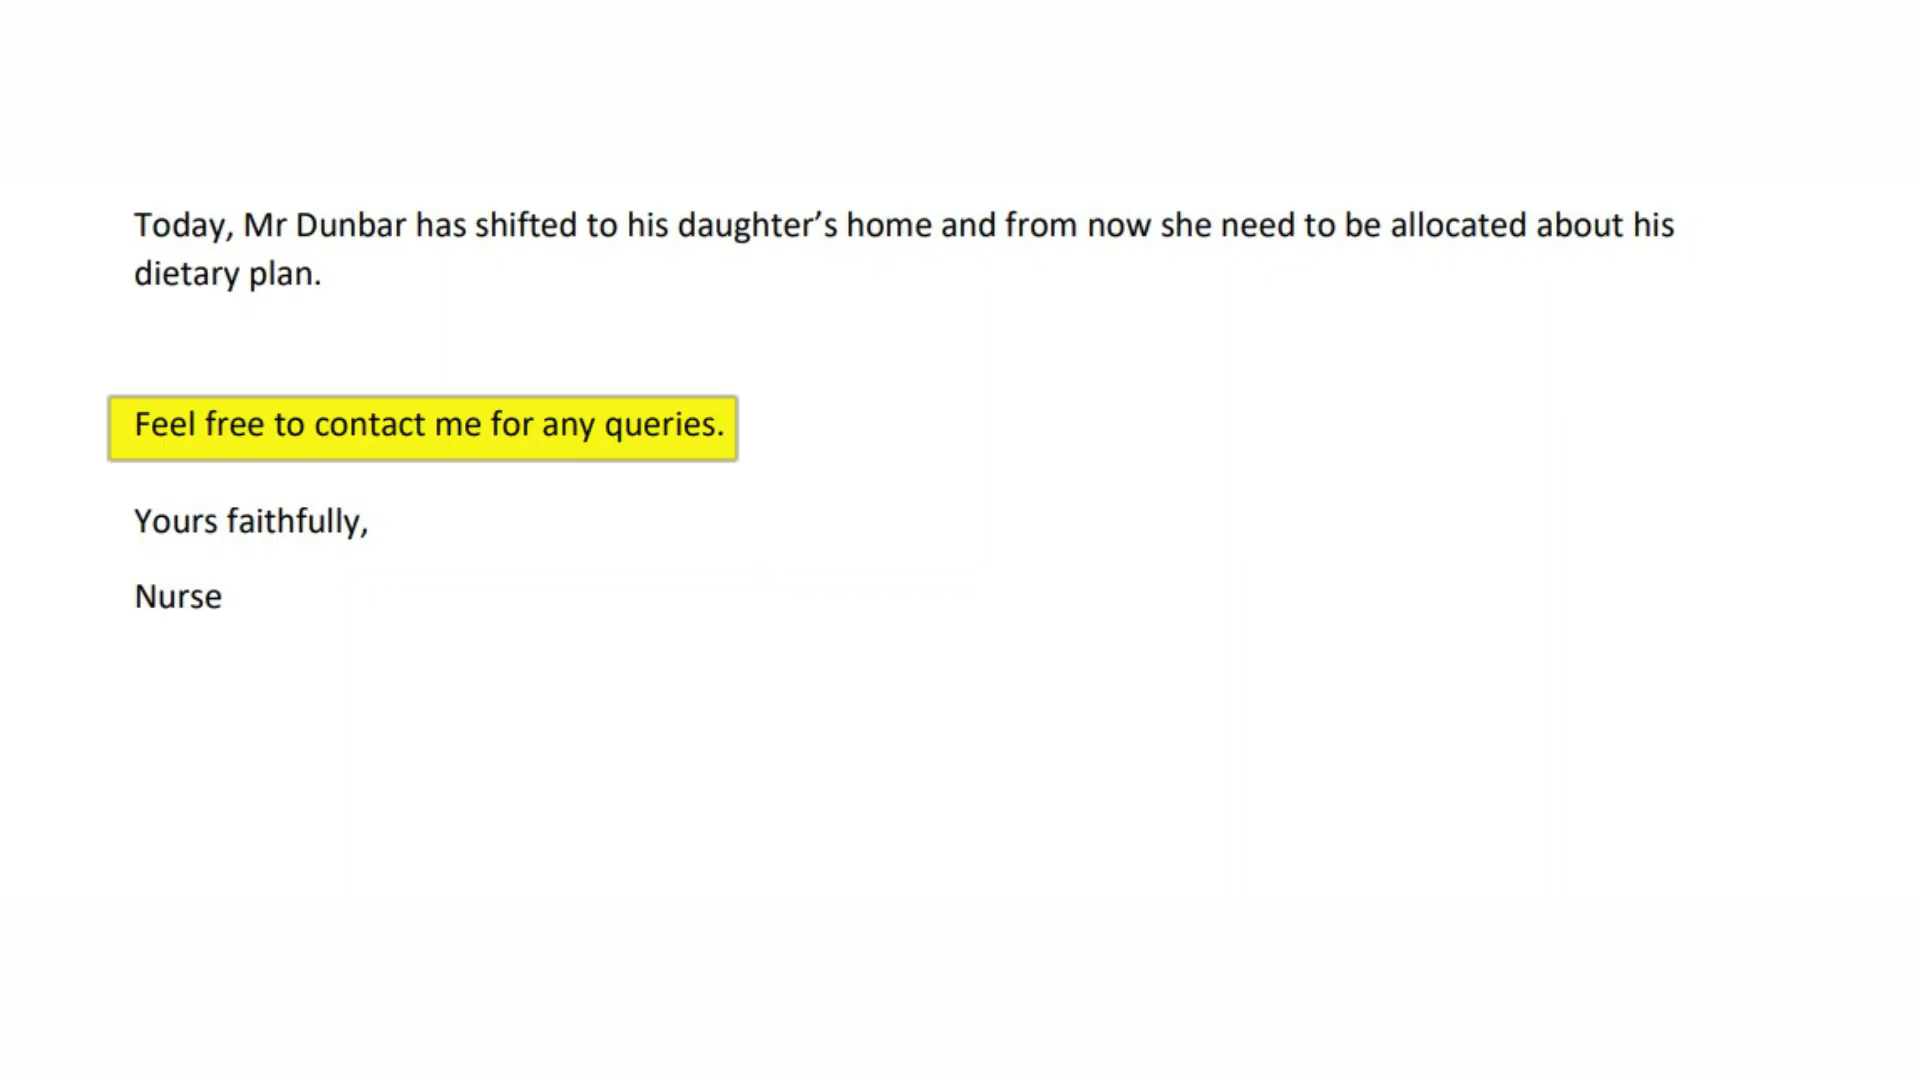 Today, Mr Dunbar has shifted to his daughter’s home and from now she need to be allocated about his
dietary plan.
Feel free to contact me for any queries.
Yours faithfully,
Nurse